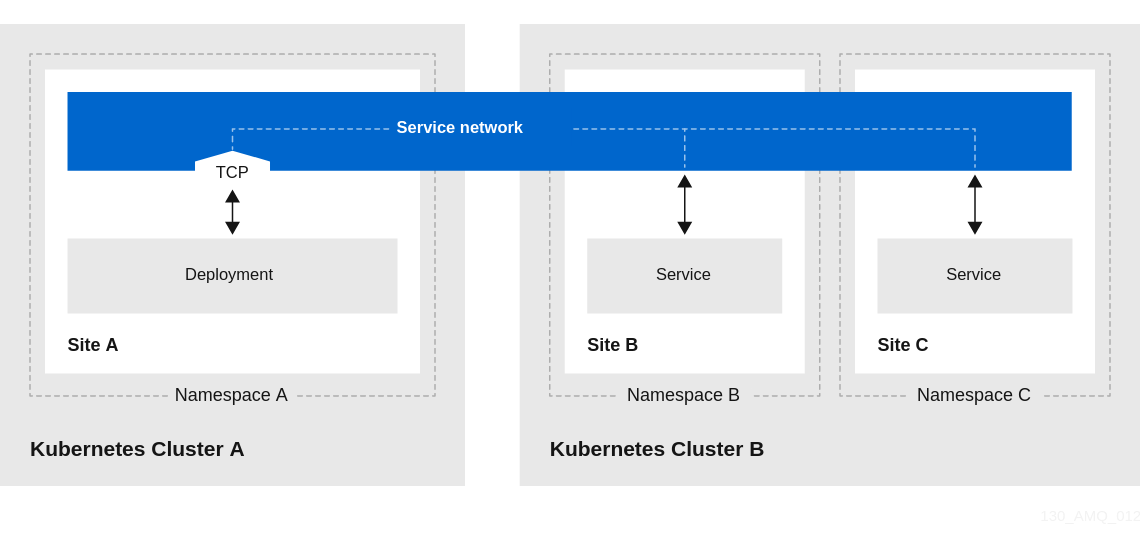 Service network
TCP
Deployment
Service
Service
Site A
Site B
Site C
Namespace A
Namespace B
Namespace C
Kubernetes Cluster A
Kubernetes Cluster B
130_AMQ_012